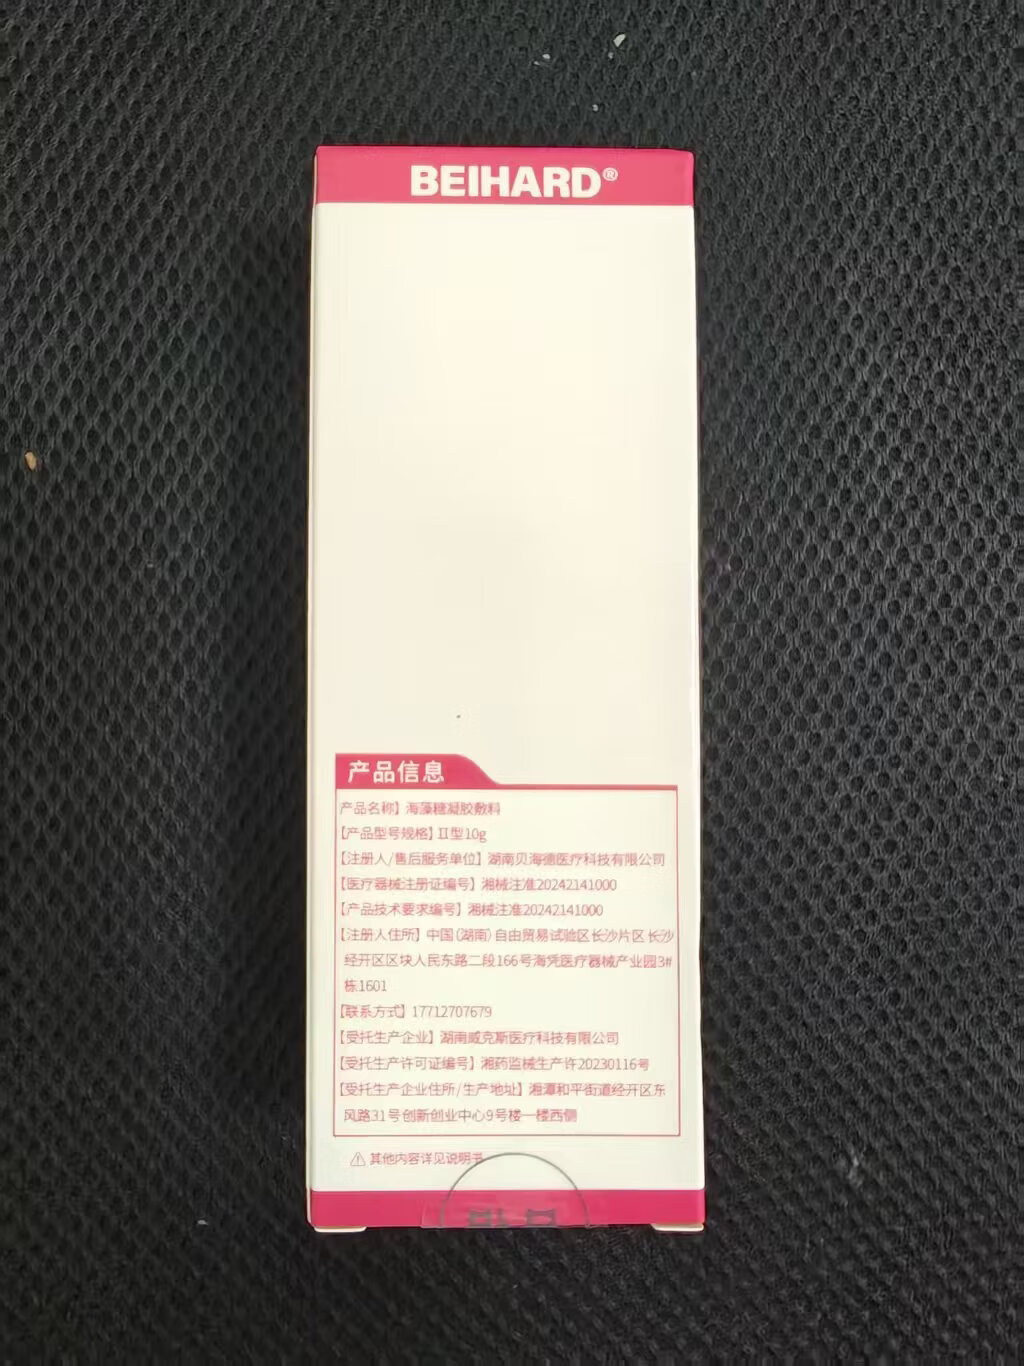 BEIHARD®
产品信息
产品名称】海藻糖凝胶敷料
【产品型号规格】II型10g
【注册人/售后服务单位】湖南贝海德医疗科技有限公司
【医疗器械注册证编号】湘械注准20242141000
【产品技术要求编号】湘械注准20242141000
【注册人住所】中国(湖南)自由贸易试验区长沙片区长沙
经开区区块人民东路二段166号海凭医疗器械产业园3#
栋1601
【联系方式】17712707679
【受托生产企业】湖南威克斯医疗科技有限公司
【受托生产许可证编号】湘药监械生产许20230116号
【受托生产企业住所/生产地址】湘潭和平街道经开区东
风路31号创新创业中心9号楼一楼西侧
⚠其他内容详见说明书